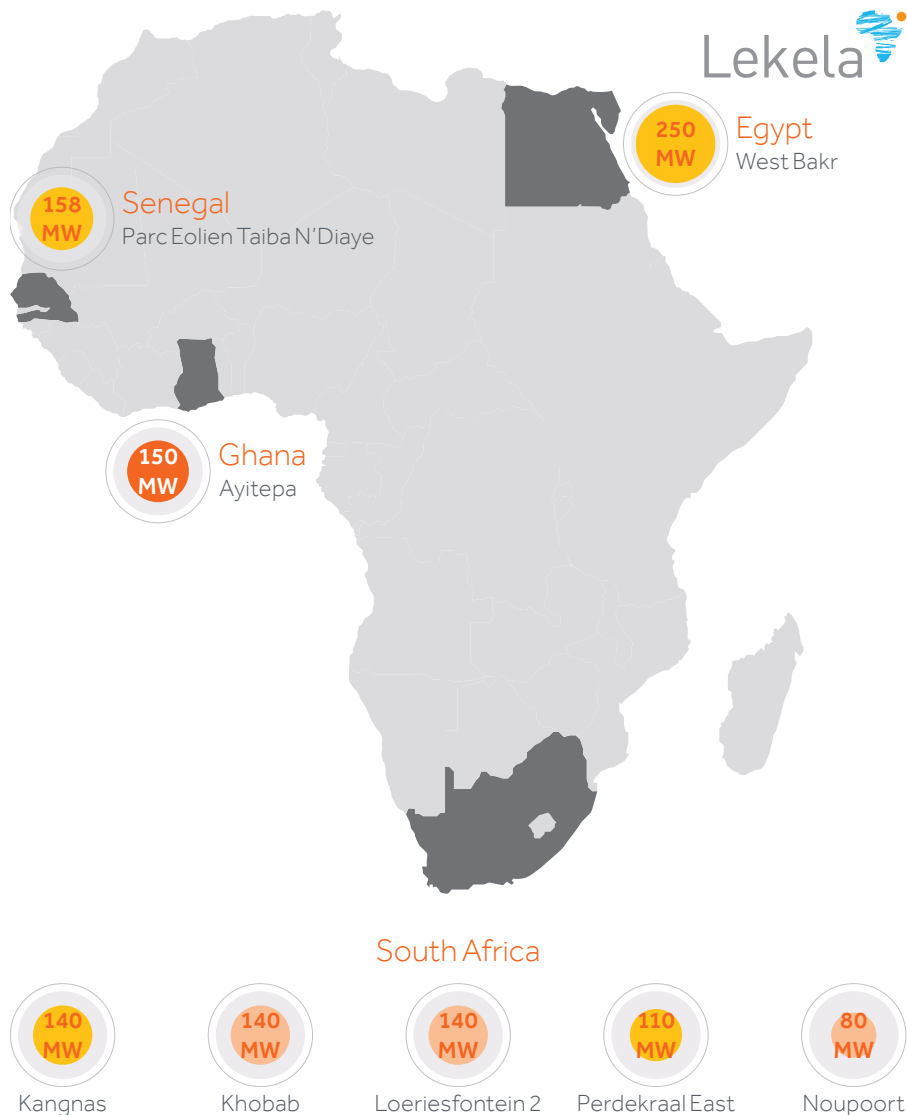 Lekela
250
MW
Egypt
West Bakr
158
MW
Senegal
Parc Eolien Taiba N'Diaye
150
MW
Ghana
Ayitepa
South Africa
140
MW
Kangnas
140
MW
Khobab
140
MW
Loeriesfontein 2
110
MW
Perdekraal East
80
MW
Noupoort